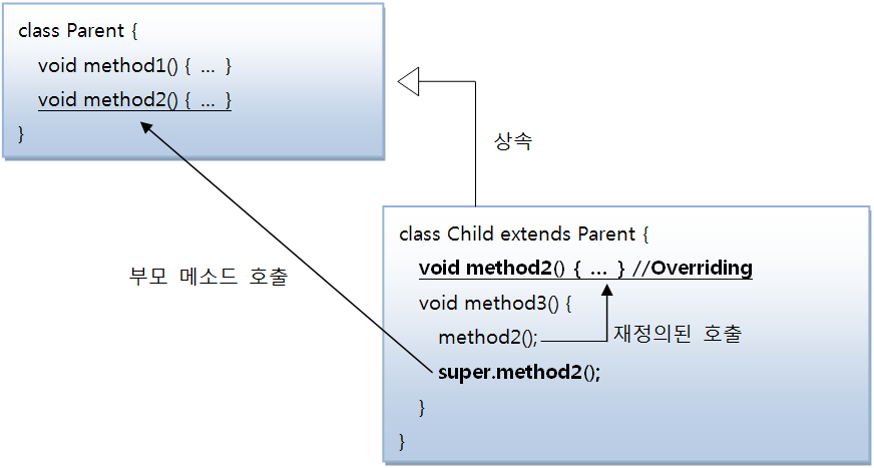 class Parent {
void method1() { ... }
void method2() { ... }
}
상속
부모 메소드 호출
class Child extends Parent {
void method2() { ... } //Overriding
void method3() {
method2();
재정의된 호출
super.method2();
}
}